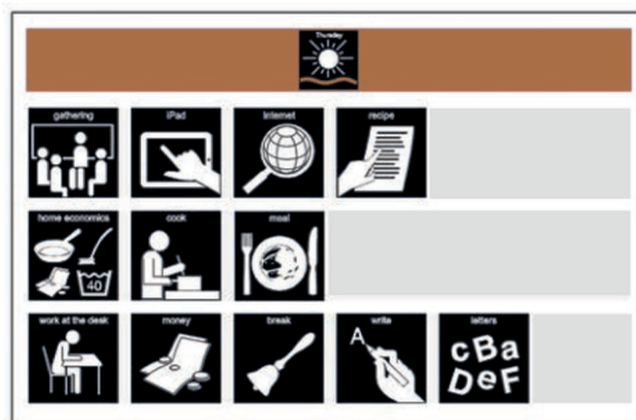 Thursday
gathering iPad Internet recipe
home economics cook meal
40
work at the desk money break write letters
A
cBa
DeF